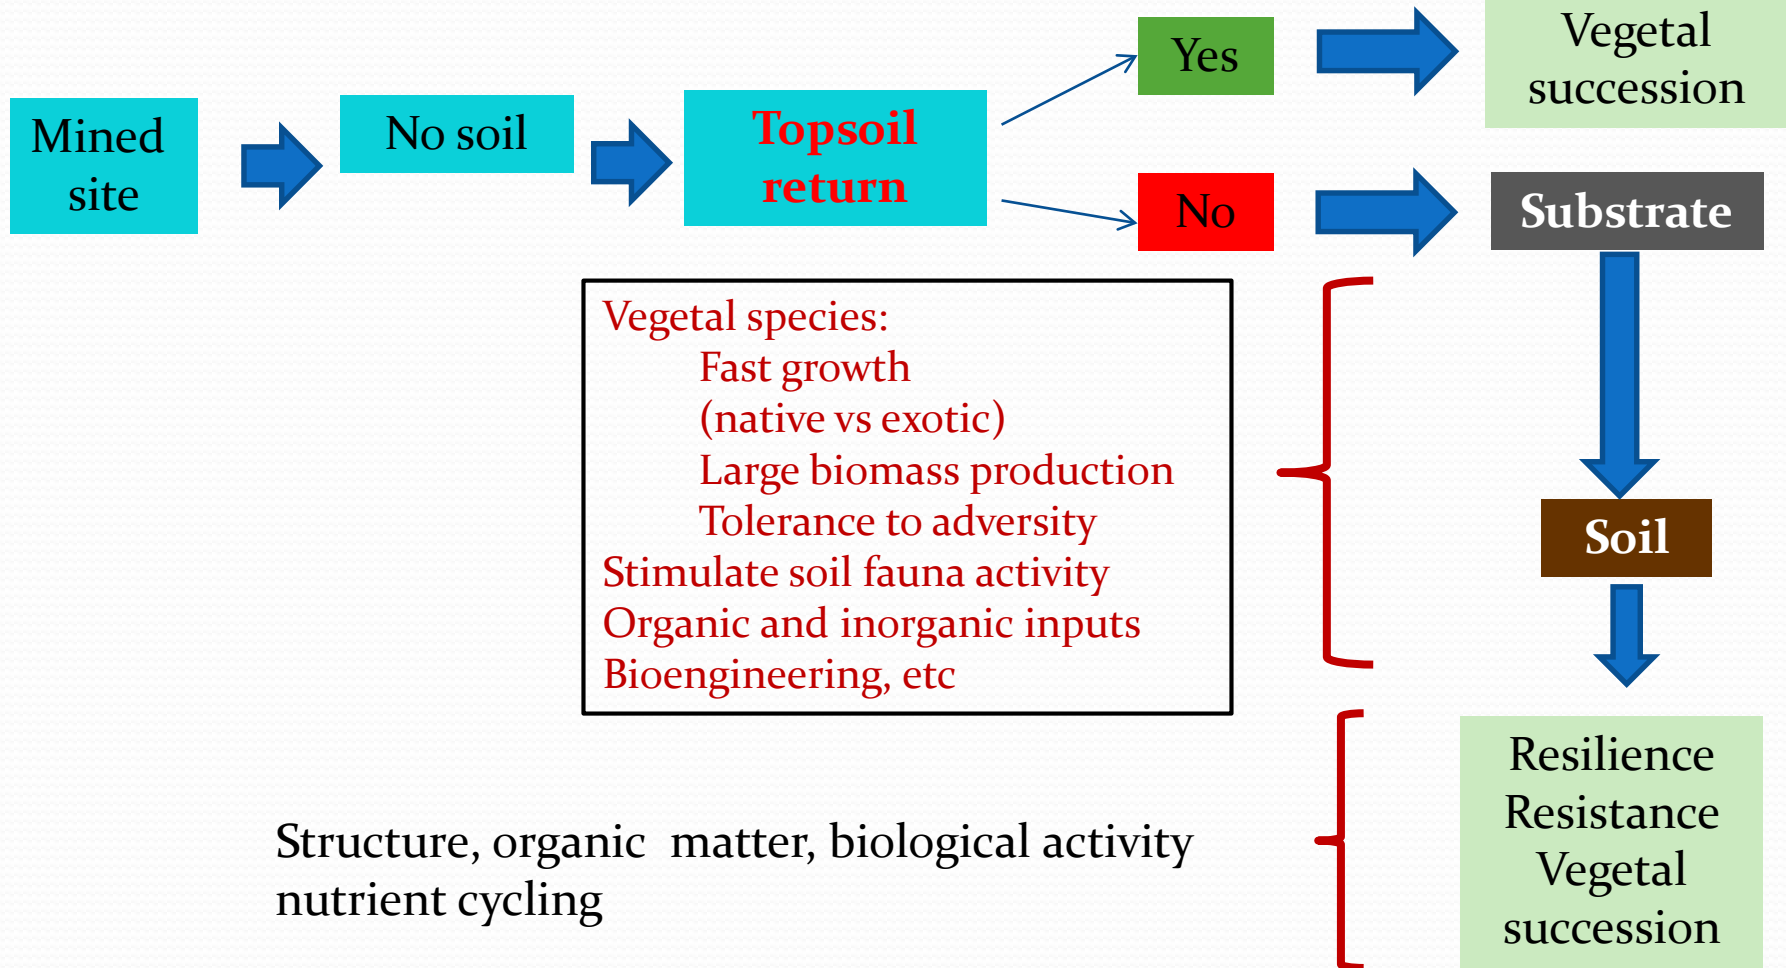 Mined
site
No soil
Topsoil
return
Yes
Vegetal
succession
No
Substrate
Vegetal species:
Fast growth
(native vs exotic)
Large biomass production
Tolerance to adversity
Stimulate soil fauna activity
Organic and inorganic inputs
Bioengineering, etc
Soil
Structure, organic matter, biological activity
nutrient cycling
Resilience
Resistance
Vegetal
succession